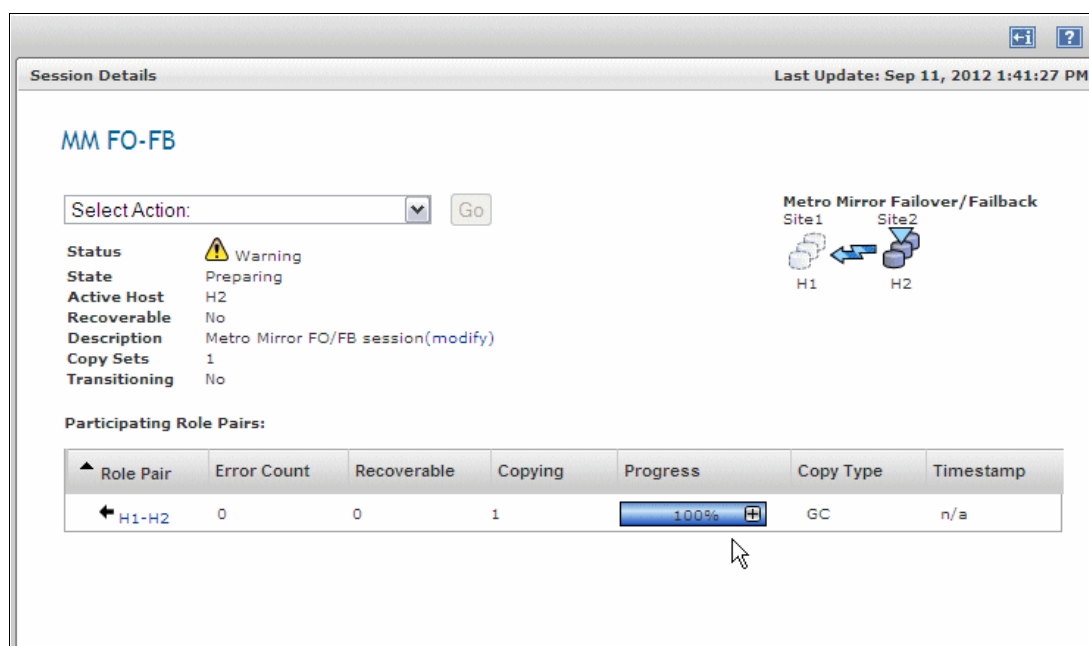 Session Details
Last Update: Sep 11, 2012 1:41:27 PM
MM FO-FB
Select Action:
Go
Metro Mirror Failover/Failback
Site1 Site2
H1 H2
Status Warning
State Preparing
Active Host H2
Recoverable No
Description Metro Mirror FO/FB session(modify)
Copy Sets 1
Transitioning No
Participating Role Pairs:
Role Pair Error Count Recoverable Copying Progress Copy Type Timestamp
H1-H2 0 0 1 100% GC n/a